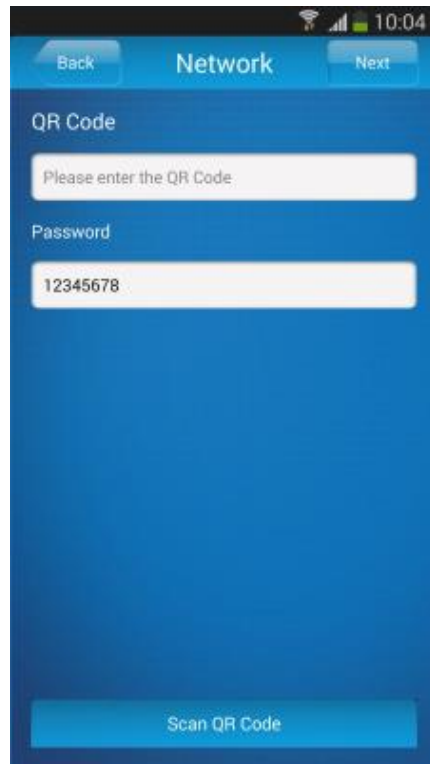 10:04
Back Network Next
QR Code
Please enter the QR Code
Password
12345678
Scan QR Code